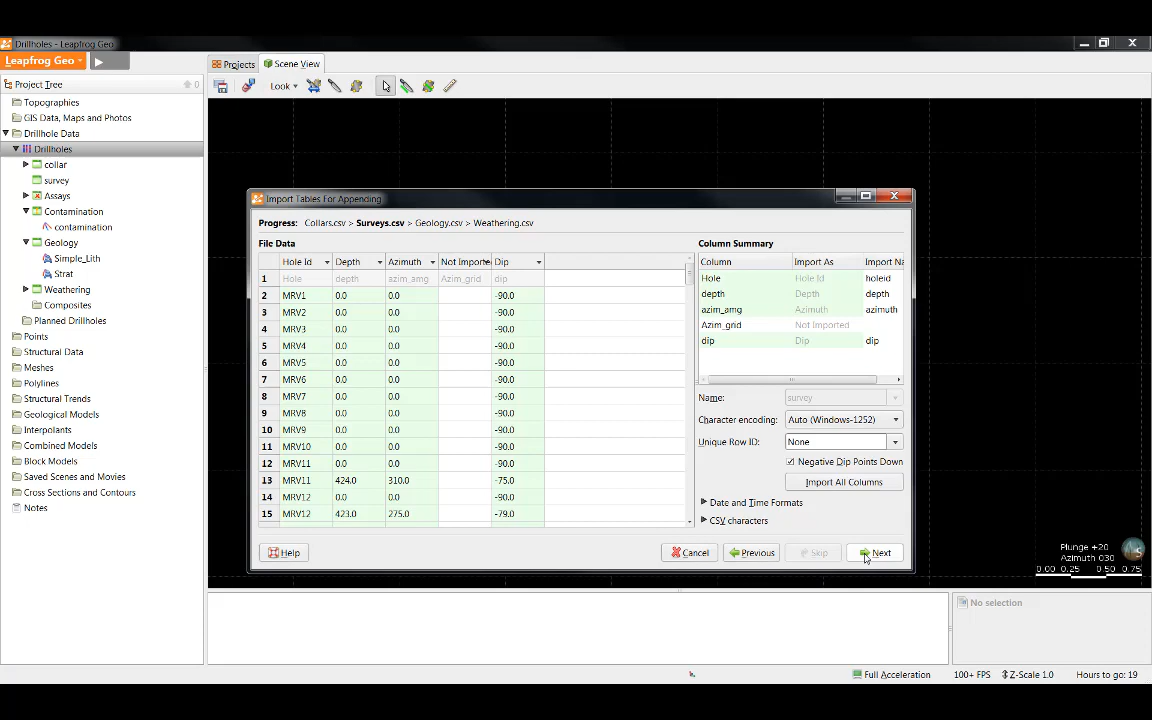 Drillholes - Leapfrog Geo
Leapfrog Geo
Projects
Scene View
Project Tree
0
Look
Topographies
GIS Data, Maps and Photos
Drillhole Data
Drillholes
collar
survey
Assays
Contamination
contamination
Geology
Simple_Lith
Strat
Weathering
Composites
Planned Drillholes
Points
Structural Data
Meshes
Polylines
Structural Trends
Geological Models
Interpolants
Combined Models
Block Models
Saved Scenes and Movies
Cross Sections and Contours
Notes
Import Tables For Appending
Progress: Collars.csv > Surveys.csv > Geology.csv > Weathering.csv
File Data
Hole Id Depth Azimuth Not Importe Dip
1 Hole depth azim_amg Azim_grid dip
2 MRV1 0.0 0.0 -90.0
3 MRV2 0.0 0.0 -90.0
4 MRV3 0.0 0.0 -90.0
5 MRV4 0.0 0.0 -90.0
6 MRV5 0.0 0.0 -90.0
7 MRV6 0.0 0.0 -90.0
8 MRV7 0.0 0.0 -90.0
9 MRV8 0.0 0.0 -90.0
10 MRV9 0.0 0.0 -90.0
11 MRV10 0.0 0.0 -90.0
12 MRV11 0.0 0.0 -90.0
13 MRV11 424.0 310.0 -75.0
14 MRV12 0.0 0.0 -90.0
15 MRV12 423.0 275.0 -79.0
Column Summary
Column Import As Import Na
Hole Hole Id holeid
depth Depth depth
azim_amg Azimuth azimuth
Azim_grid Not Imported
dip Dip dip
Name: survey
Character encoding: Auto (Windows-1252)
Unique Row ID: None
Negative Dip Points Down
Import All Columns
Date and Time Formats
CSV characters
Help
Cancel
Previous
Skip
Next
Plunge +20
Azimuth 030
0.00 0.25 0.50 0.75
S
No selection
Full Acceleration
100+ FPS
Z-Scale 1.0
Hours to go: 19